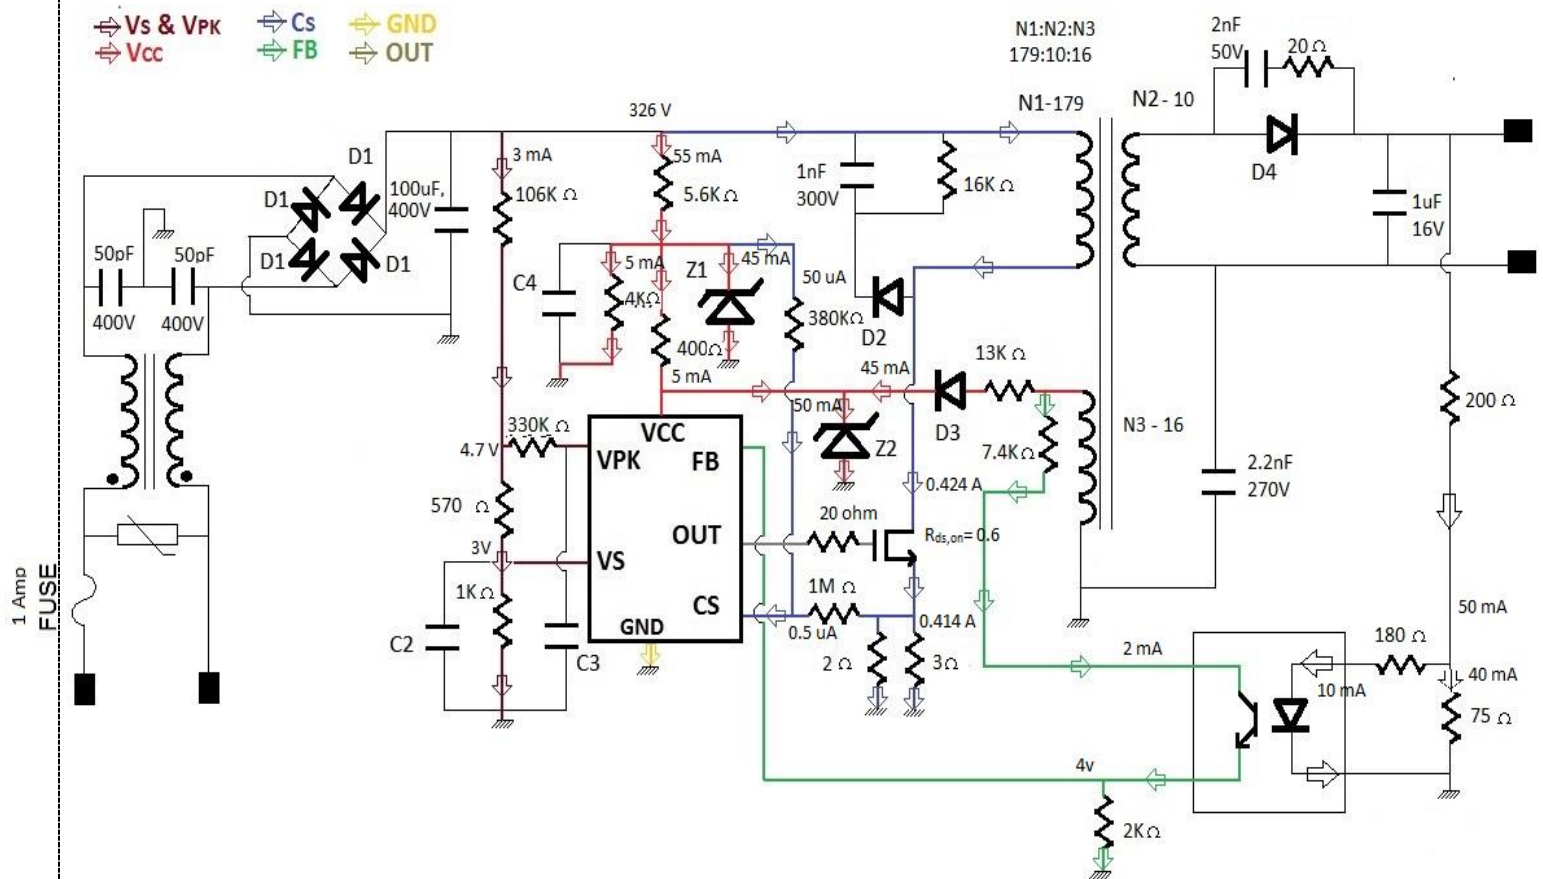 Vs & VPK
Cs
GND
Vcc
FB
OUT
N1:N2:N3
179:10:16
2nF
50V
20 Ω
N1-179
N2 - 10
326 V
D1
3 mA
55 mA
D1
100uF,
400V
106K Ω
5.6K Ω
1nF
300V
16K Ω
D4
1uF
16V
50pF
50pF
D1
D1
400V
400V
C4
5 mA
4KΩ
Z1
45 mA
50 uA
380KΩ
D2
400Ω
5 mA
45 mA
13K Ω
50 mA
D3
Z2
N3 - 16
200 Ω
330K Ω
4.7 V
VCC
VPK
FB
7.4KΩ
2.2nF
270V
0.424 A
570 Ω
20 ohm
OUT
Rds,on= 0.6
3V
VS
1K Ω
1M Ω
CS
0.5 uA
0.414 A
GND
C2
C3
2 Ω
3Ω
1 Amp
FUSE
50 mA
2 mA
180 Ω
10 mA
40 mA
75 Ω
4v
2KΩ